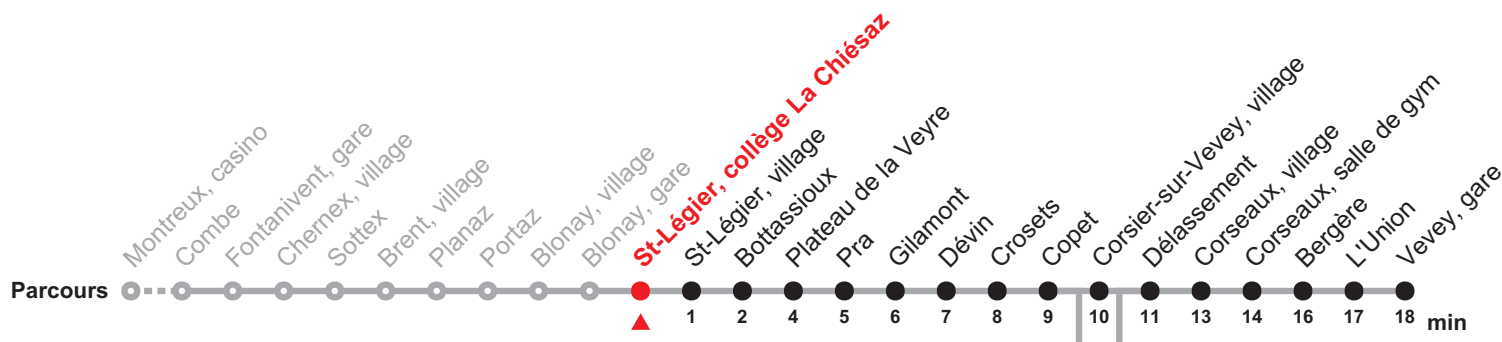 Montreux, casino
Combe
Fontanivent, gare
Chernex, village
Sottex
Brent, village
Planaz
Portaz
Blonay, village
Blonay, gare
St-Légier, collège La Chiésaz
St-Légier, village
Bottassioux
Plateau de la Veyre
Pra
Gilamont
Dévin
Crosets
Copet
Corsier-sur-Vevey, village
Délassement
Corseaux, village
Corseaux, salle de gym
Bergère
L'Union
Vevey, gare
Parcours
1 2 4 5 6 7 8 9 10 11 13 14 16 17 18 min